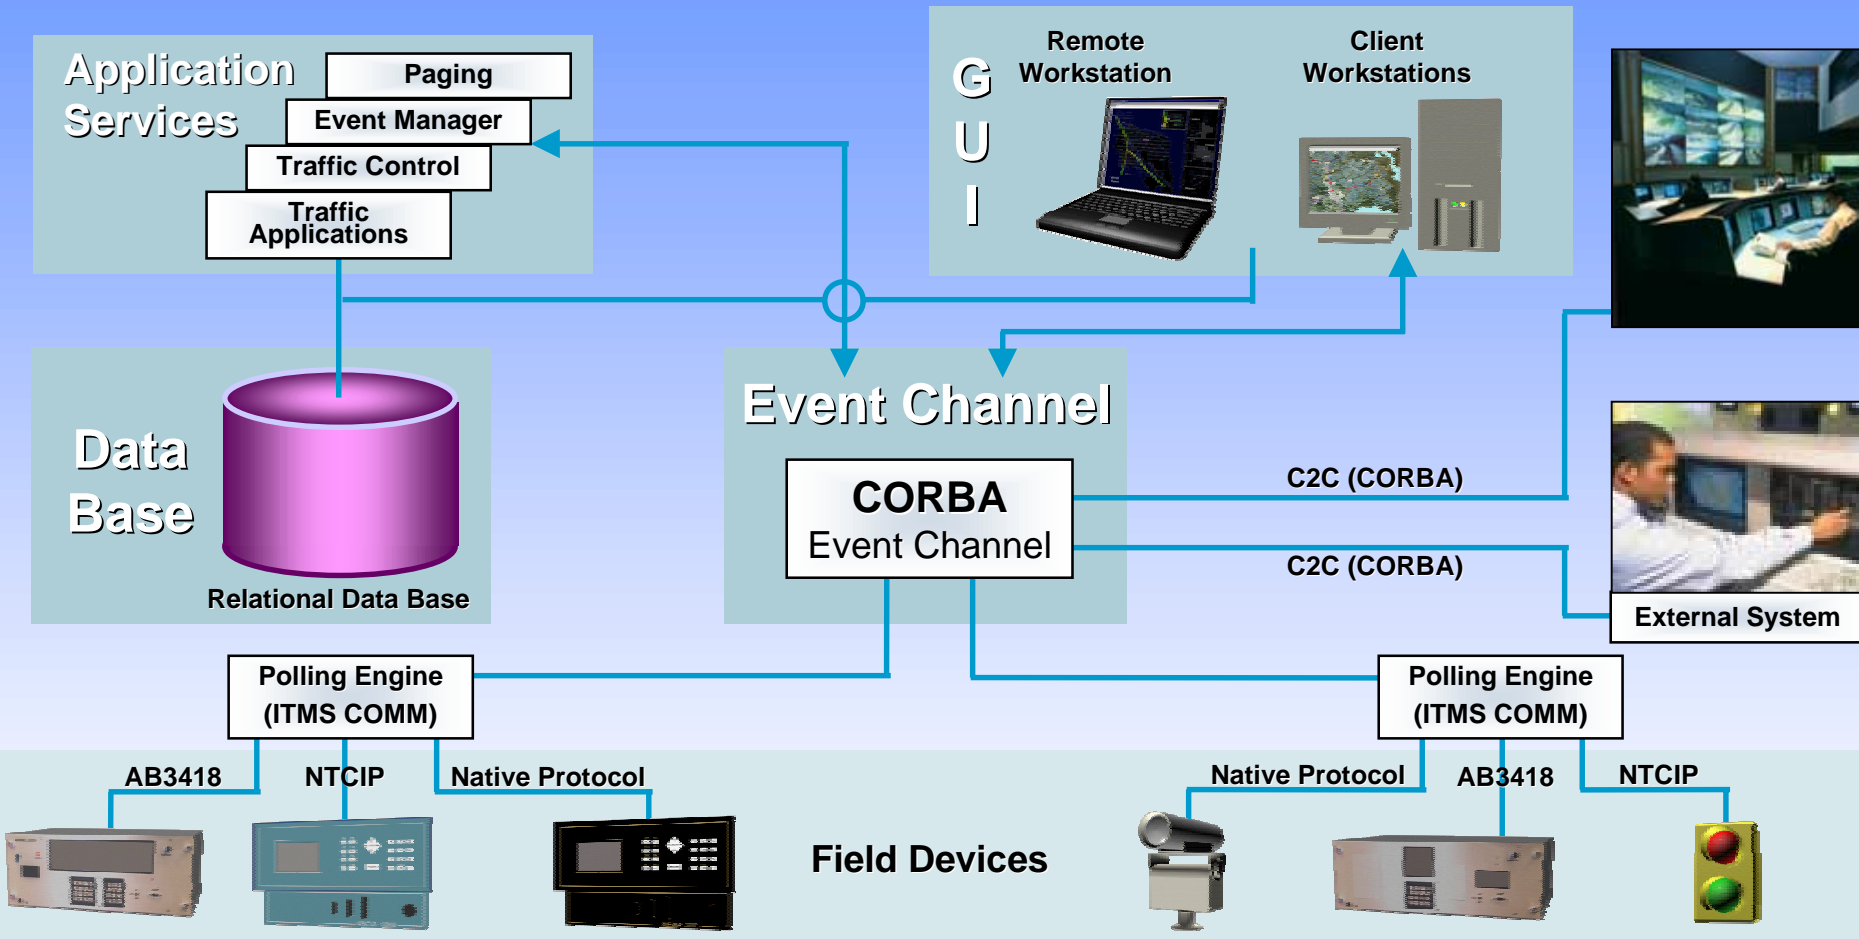 Application
Services
Paging
Event Manager
Traffic Control
Traffic
Applications
G
U
I
Remote
Workstation
Client
Workstations
Data
Base
Relational Data Base
Event Channel
CORBA
Event Channel
C2C (CORBA)
C2C (CORBA)
External System
Polling Engine
(ITMS COMM)
Polling Engine
(ITMS COMM)
AB3418
NTCIP
Native Protocol
Native Protocol
AB3418
NTCIP
Field Devices